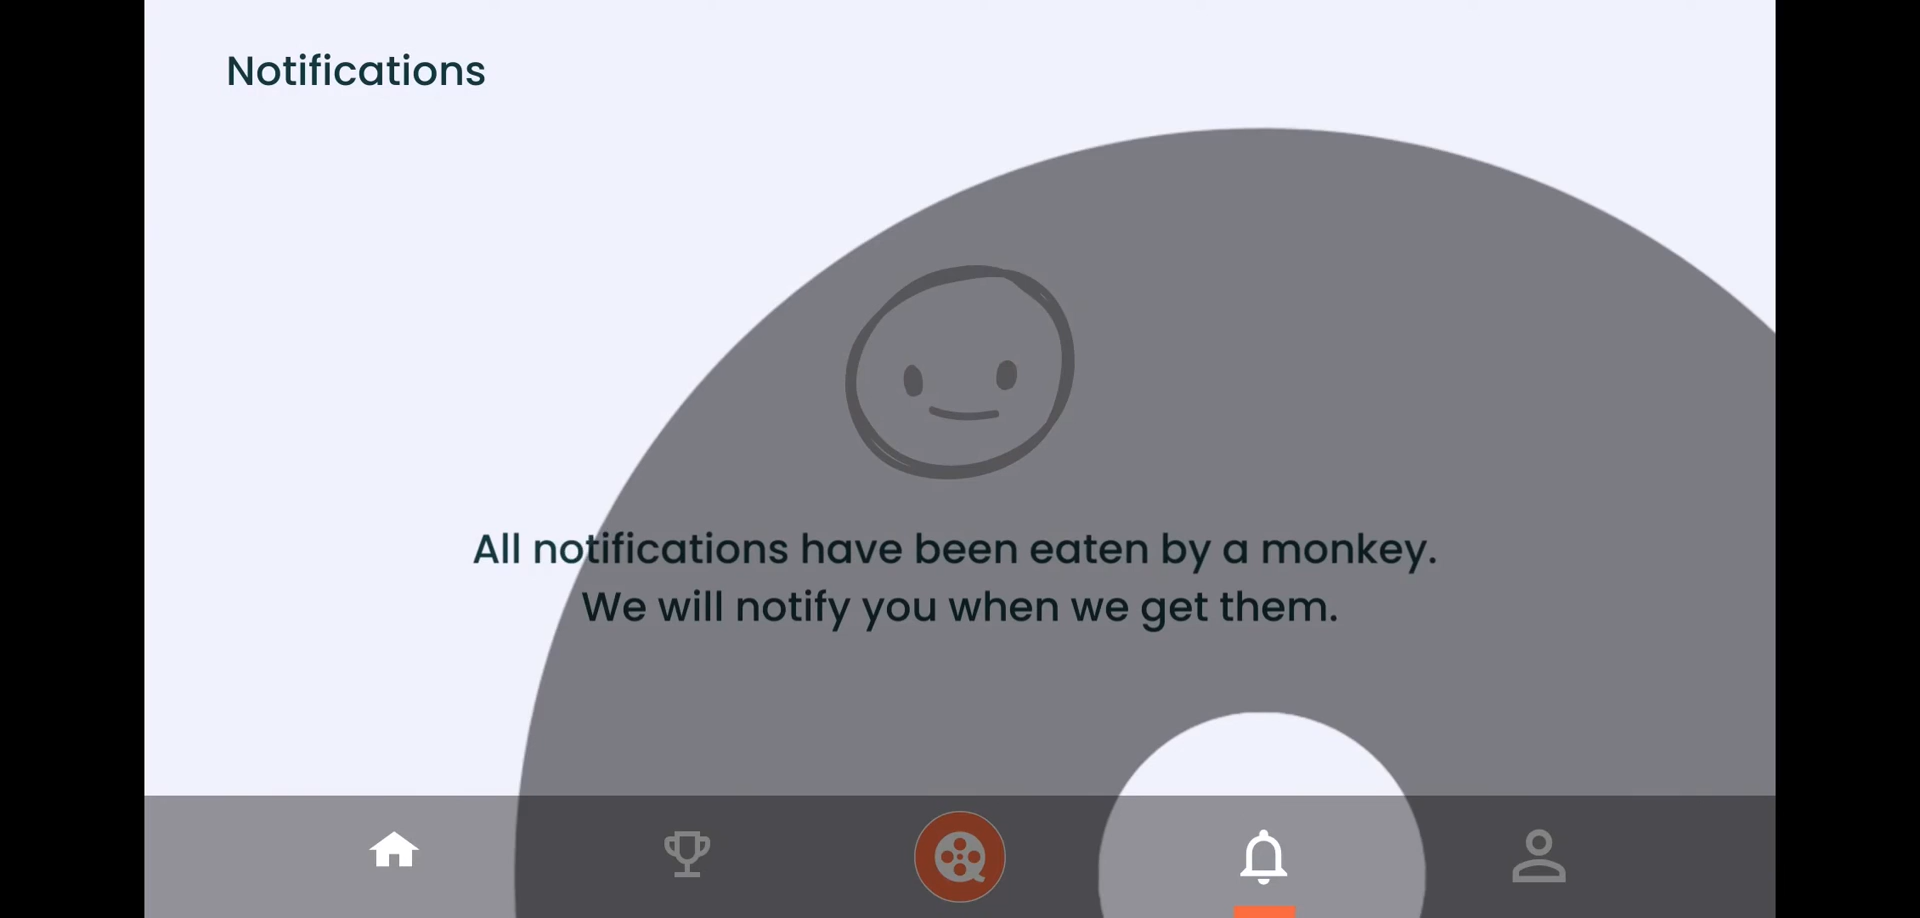 Notifications
All notifications have been eaten by a monkey.
We will notify you when we get them.